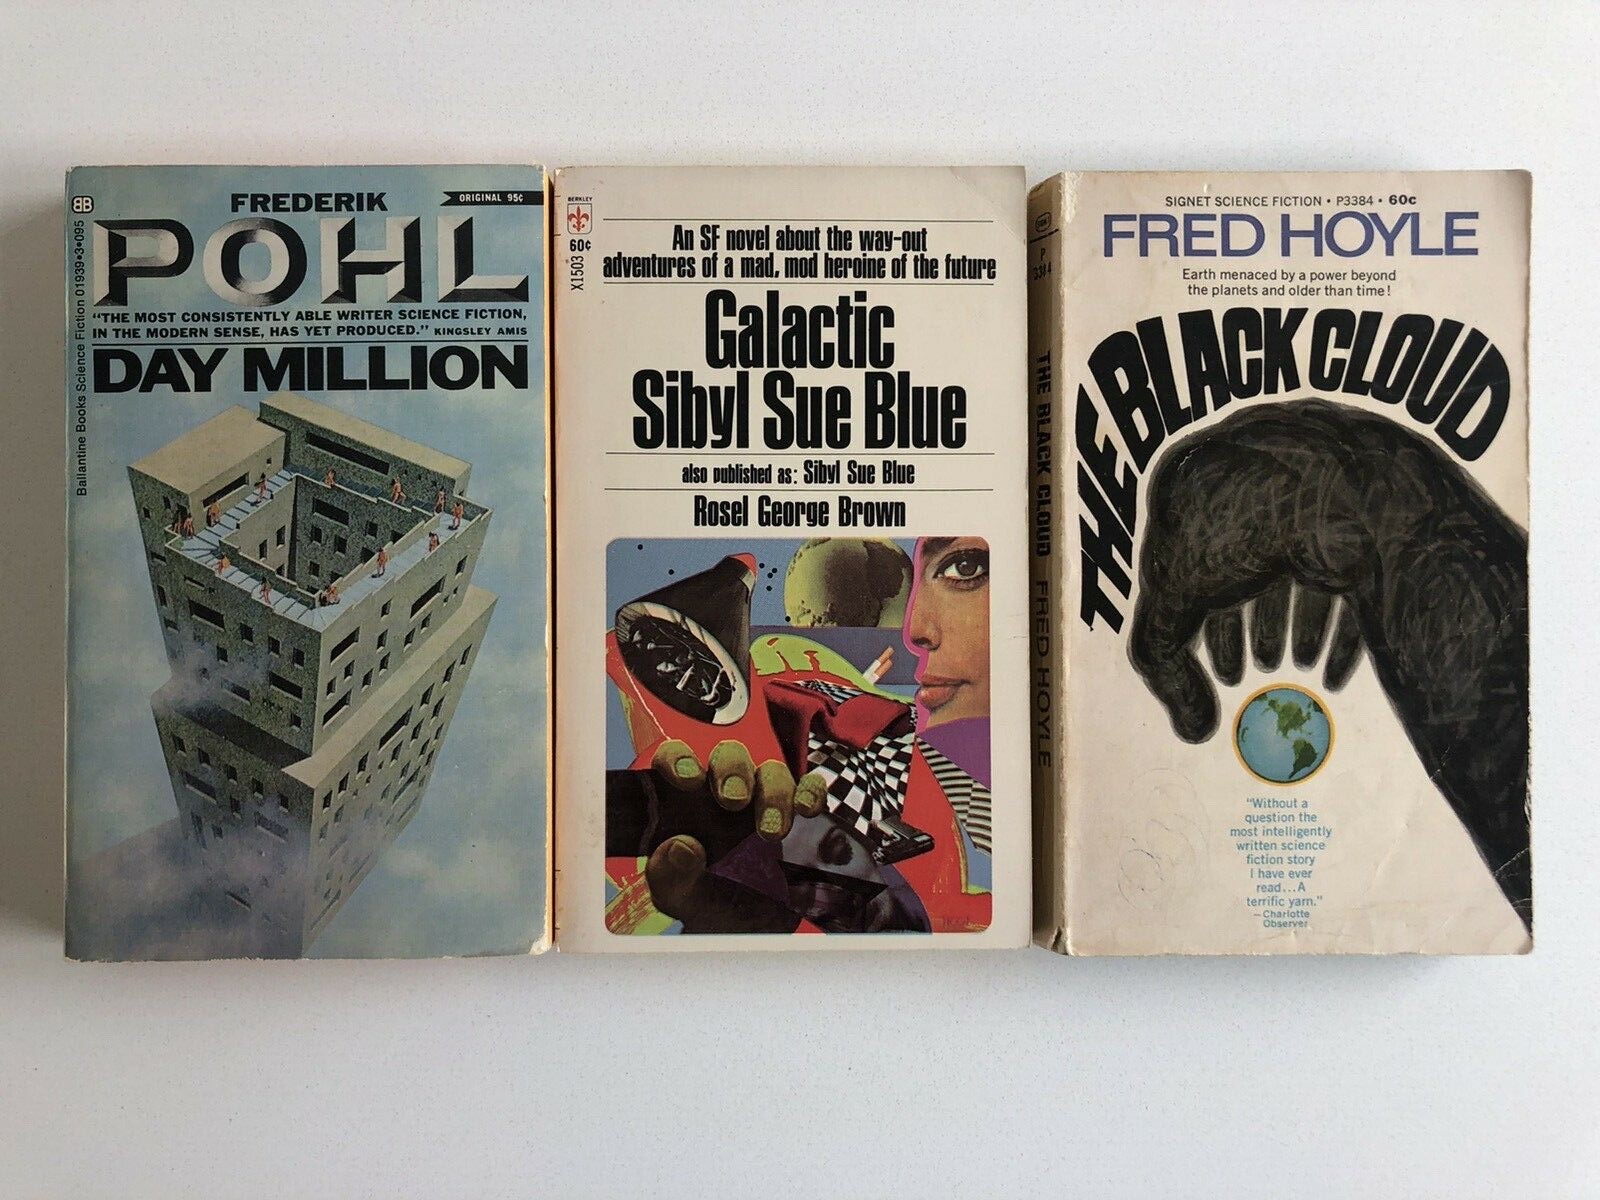 BB
FREDERIK
ORIGINAL 95¢
POHL
"THE MOST CONSISTENTLY ABLE WRITER SCIENCE FICTION,
IN THE MODERN SENSE, HAS YET PRODUCED." KINGSLEY AMIS
DAY MILLION
Ballantine Books Science Fiction 01939•3•095
BERKLEY
60¢
X1503
An SF novel about the way-out
adventures of a mad, mod heroine of the future
Galactic
Sibyl Sue Blue
also published as: Sibyl Sue Blue
Rosel George Brown
P
3384
THE BLACK CLOUD FRED HOYLE
SIGNET SCIENCE FICTION • P3384 • 60c
FRED HOYLE
Earth menaced by a power beyond
the planets and older than time!
THE BLACK CLOUD
"Without a
question the
most intelligently
written science
fiction story
I have ever
read...A
terrific yarn."
—Charlotte
Observer